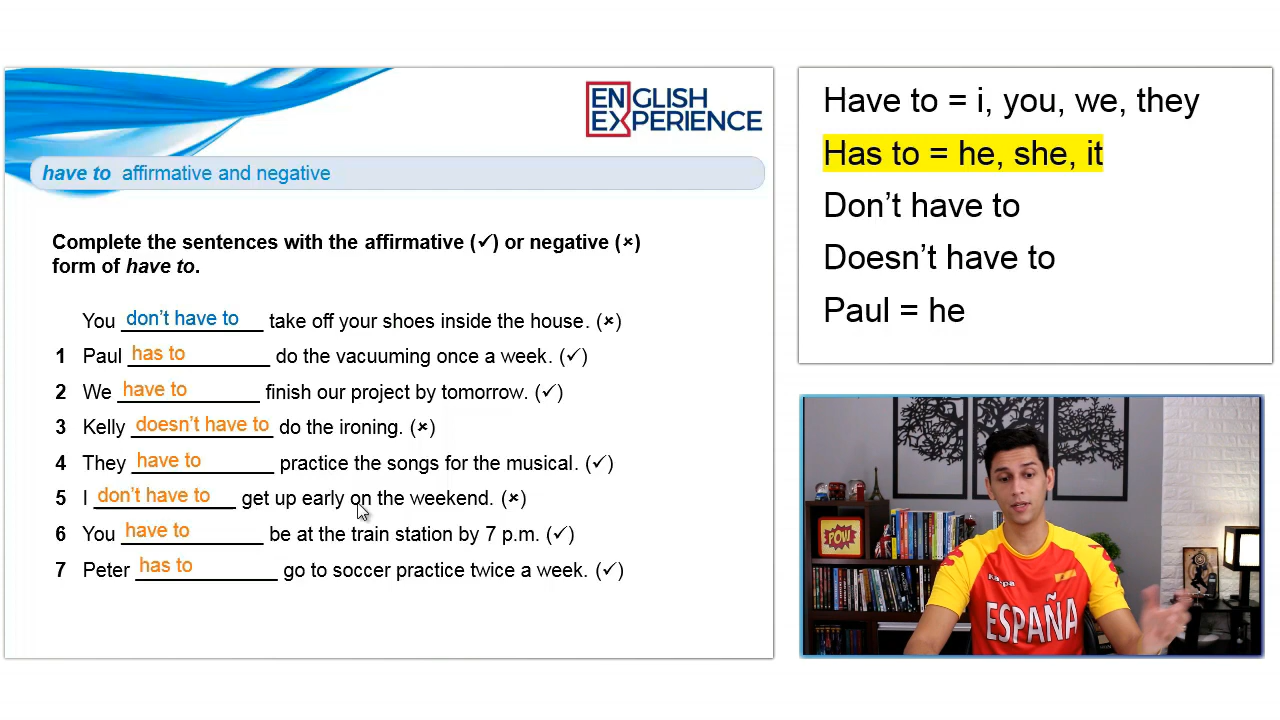 ENGLISH
EXPERIENCE
have to affirmative and negative
Complete the sentences with the affirmative (✓) or negative (×)
form of have to.
You don’t have to take off your shoes inside the house. (×)
1 Paul has to do the vacuuming once a week. (✓)
2 We have to finish our project by tomorrow. (✓)
3 Kelly doesn’t have to do the ironing. (×)
4 They have to practice the songs for the musical. (✓)
5 I don’t have to get up early on the weekend. (×)
6 You have to be at the train station by 7 p.m. (✓)
7 Peter has to go to soccer practice twice a week. (✓)
Have to = i, you, we, they
Has to = he, she, it
Don’t have to
Doesn’t have to
Paul = he
POW
Kappa
ESPAÑA